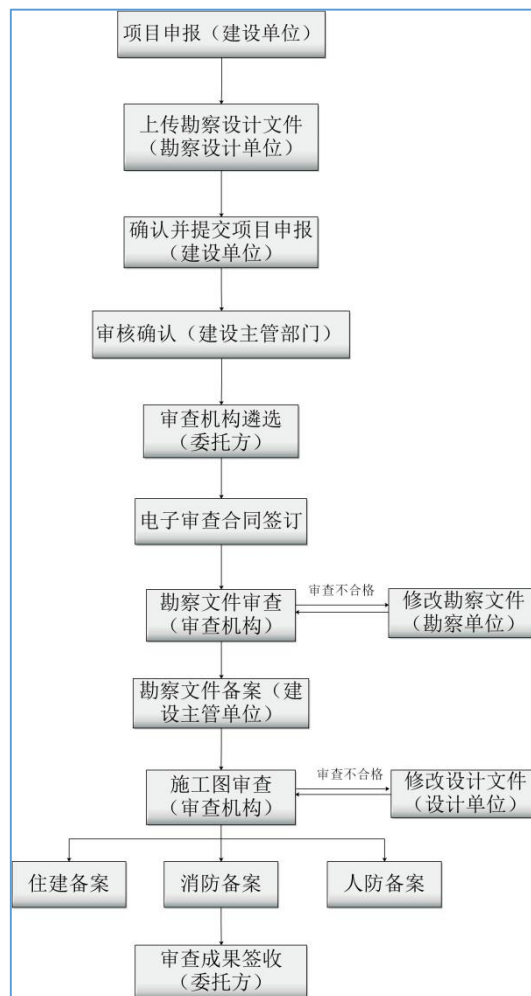 项目申报（建设单位）
上传勘察设计文件
（勘察设计单位）
确认并提交项目申报
（建设单位）
审核确认（建设主管部门）
审查机构遴选
（委托方）
电子审查合同签订
勘察文件审查
（审查机构）
审查不合格
修改勘察文件
（勘察单位）
勘察文件备案（建
设主管单位）
施工图审查
（审查机构）
审查不合格
修改设计文件
（设计单位）
住建备案
消防备案
人防备案
审查成果签收
（委托方）